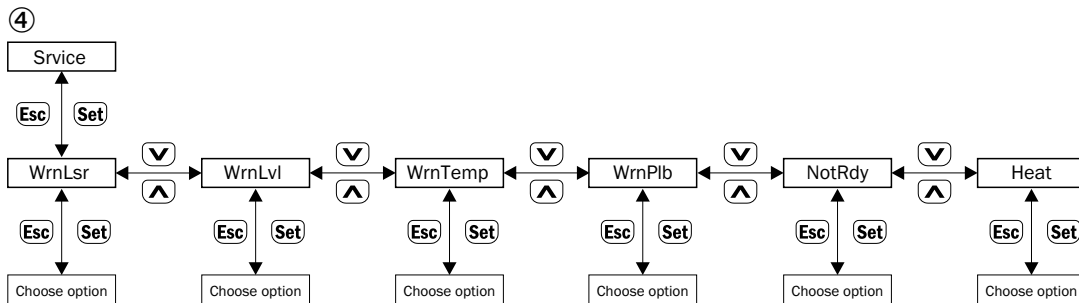 ④
Srvice
Esc Set
WrnLsr WrnLvl WrnTemp WrnPlb NotRdy Heat
Esc Set Esc Set Esc Set Esc Set Esc Set Esc Set
Choose option Choose option Choose option Choose option Choose option Choose option